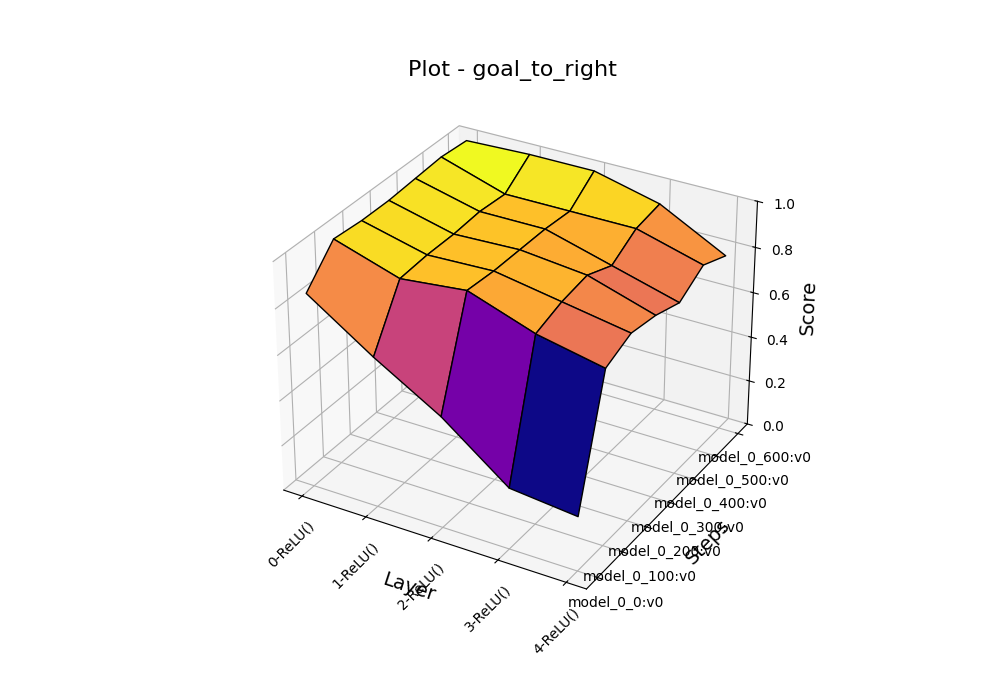 Plot - goal_to_right
1.0
0.8
0.6
0.4
0.2
0.0
Score
model_0_600:v0
model_0_500:v0
model_0_400:v0
model_0_300:v0
model_0_200:v0
model_0_100:v0
model_0_0:v0
Steps
0-ReLU()
1-ReLU()
2-ReLU()
3-ReLU()
4-ReLU()
Layer